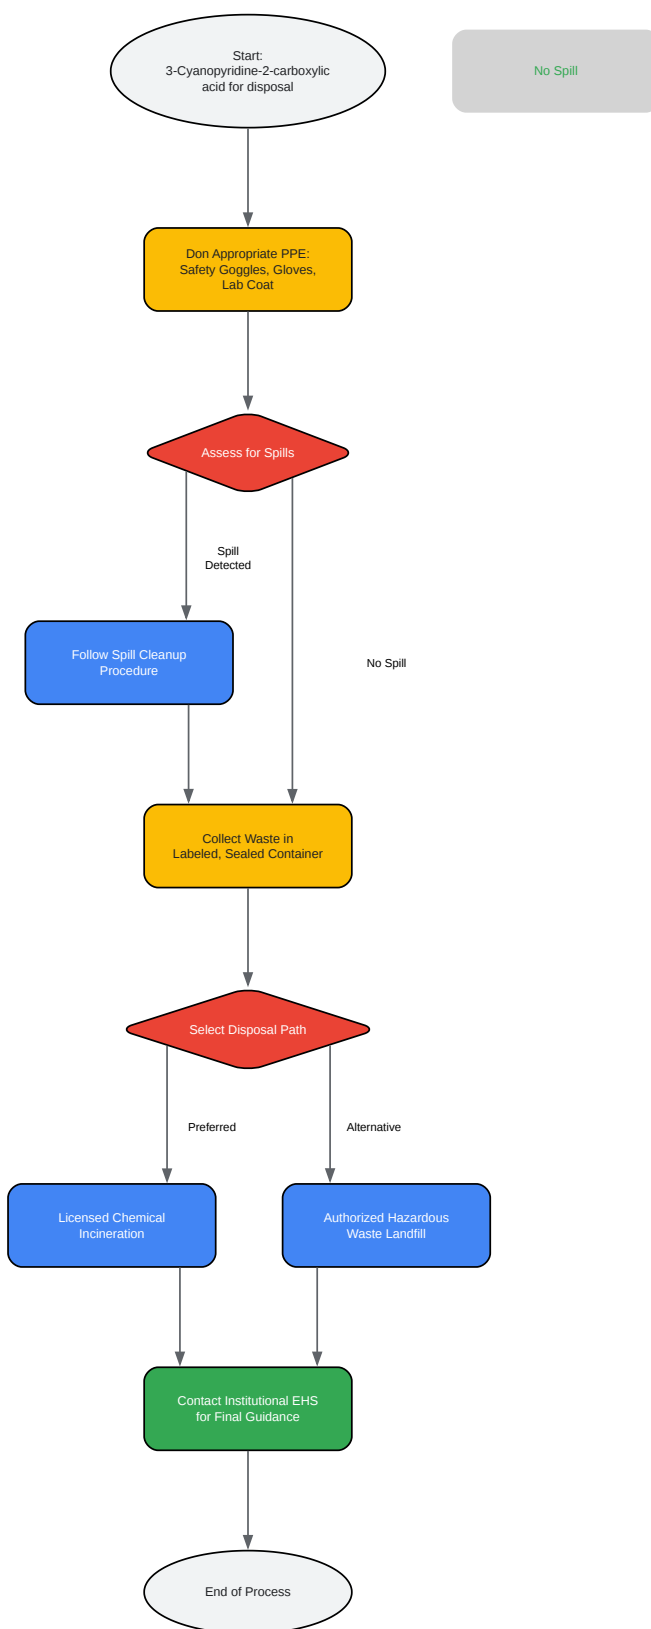 Start:
3-Cyanopyridine-2-carboxylic
acid for disposal
No Spill
Don Appropriate PPE:
Safety Goggles, Gloves,
Lab Coat
Assess for Spills
Spill
Detected
Follow Spill Cleanup
Procedure
No Spill
Collect Waste in
Labeled, Sealed Container
Select Disposal Path
Preferred
Alternative
Licensed Chemical
Incineration
Authorized Hazardous
Waste Landfill
Contact Institutional EHS
for Final Guidance
End of Process